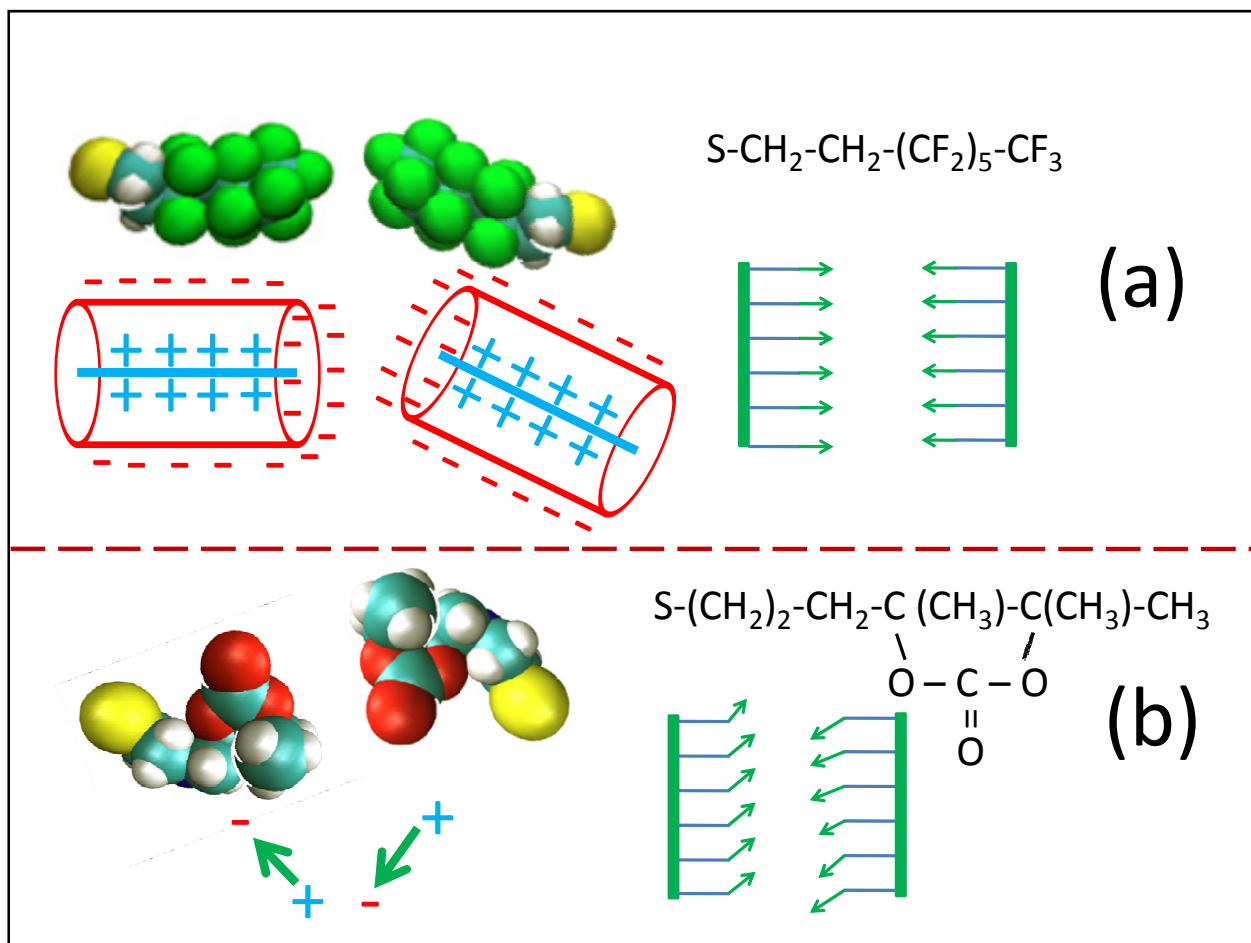 S-CH₂-CH₂-(CF₂)₅-CF₃
(a)
S-(CH₂)₂-CH₂-C (CH₃)-C(CH₃)-CH₃
O – C – O
O
(b)